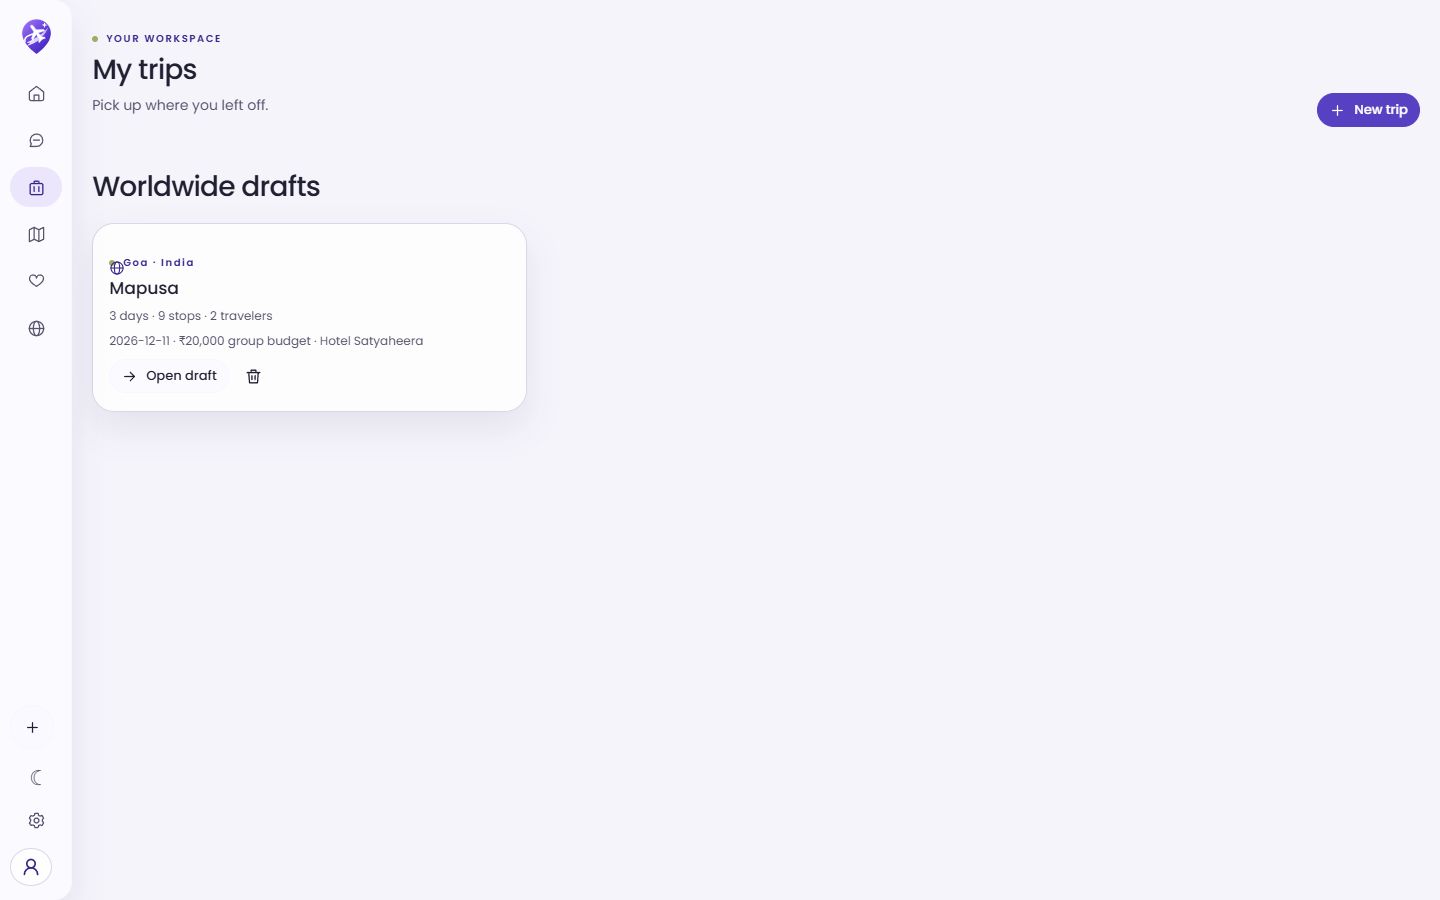 YOUR WORKSPACE
My trips
Pick up where you left off.
New trip
Worldwide drafts
Goa · India
Mapusa
3 days · 9 stops · 2 travelers
2026-12-11 · ₹20,000 group budget · Hotel Satyaheera
Open draft